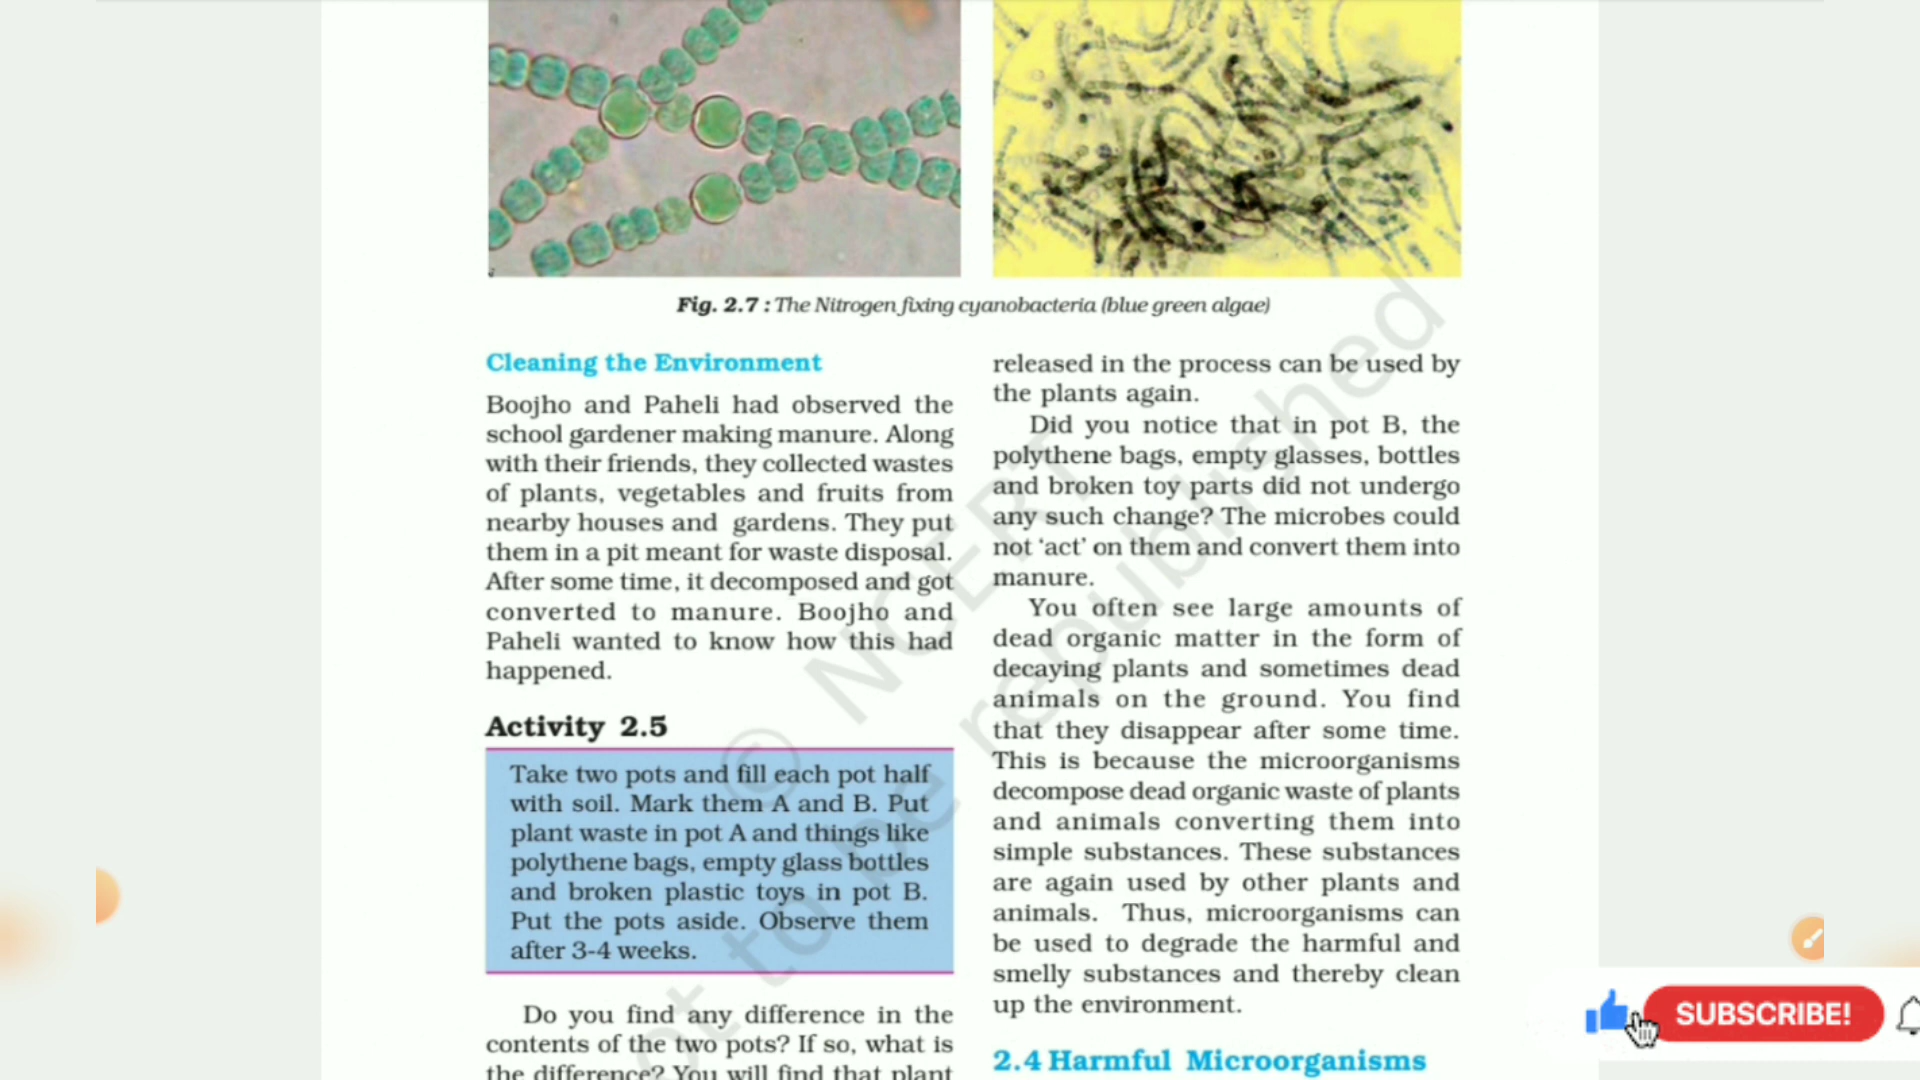 Fig. 2.7 : The Nitrogen fixing cyanobacteria (blue green algae)
Cleaning the Environment
Boojho and Paheli had observed the
school gardener making manure. Along
with their friends, they collected wastes
of plants, vegetables and fruits from
nearby houses and gardens. They put
them in a pit meant for waste disposal.
After some time, it decomposed and got
converted to manure. Boojho and
Paheli wanted to know how this had
happened.
Activity 2.5
Take two pots and fill each pot half
with soil. Mark them A and B. Put
plant waste in pot A and things like
polythene bags, empty glass bottles
and broken plastic toys in pot B.
Put the pots aside. Observe them
after 3-4 weeks.
Do you find any difference in the
contents of the two pots? If so, what is
the difference? You will find that plant
released in the process can be used by
the plants again.
Did you notice that in pot B, the
polythene bags, empty glasses, bottles
and broken toy parts did not undergo
any such change? The microbes could
not ‘act’ on them and convert them into
manure.
You often see large amounts of
dead organic matter in the form of
decaying plants and sometimes dead
animals on the ground. You find
that they disappear after some time.
This is because the microorganisms
decompose dead organic waste of plants
and animals converting them into
simple substances. These substances
are again used by other plants and
animals. Thus, microorganisms can
be used to degrade the harmful and
smelly substances and thereby clean
up the environment.
2.4 Harmful Microorganisms
© NCERT
not to be republished
SUBSCRIBE!